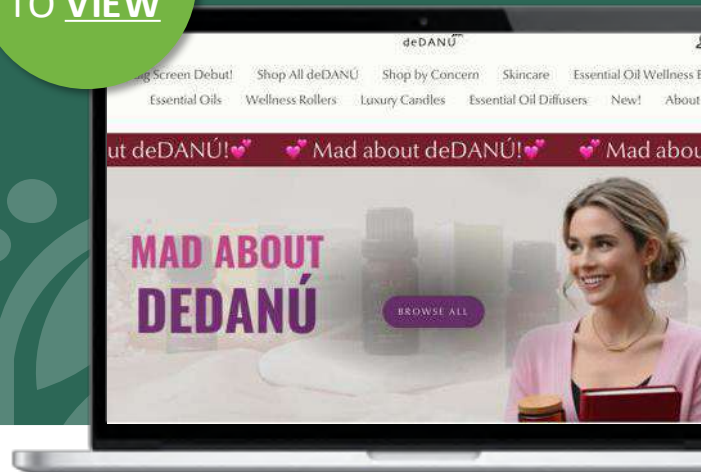 TO VIEW
deDANÚ
Screen Debut!
Shop All deDANÚ
Shop by Concern
Skincare
Essential Oil Wellness
Essential Oils
Wellness Rollers
Luxury Candles
Essential Oil Diffusers
New!
About
ut deDANÚ!💕 💕 Mad about deDANÚ!💕 💕 Mad abou
MAD ABOUT
DEDANÚ
BROWSE ALL